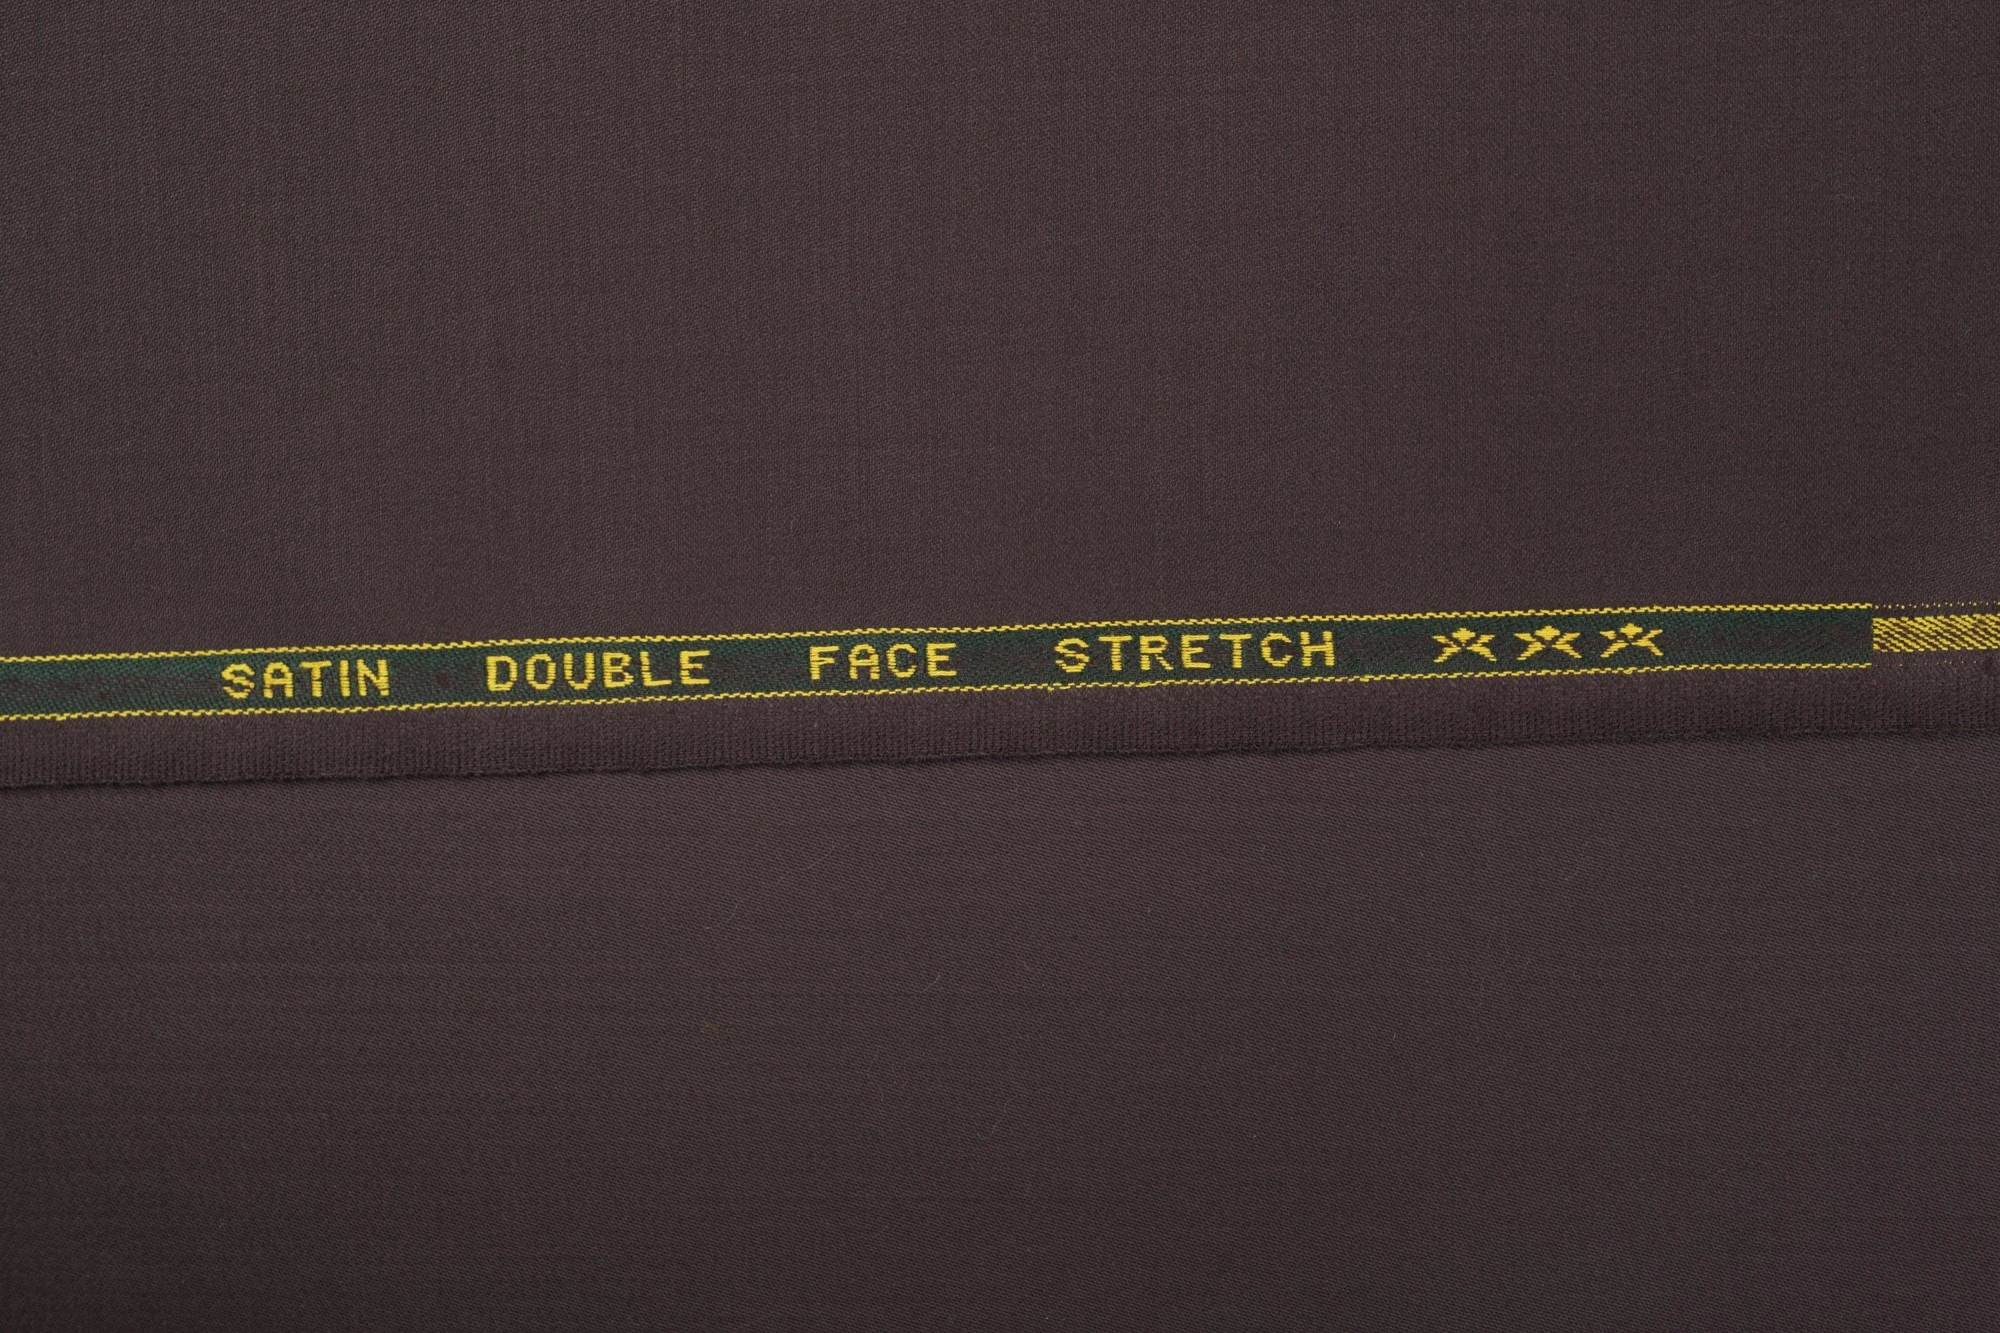 SATIN DOUBLE FACE STRETCH ★★★